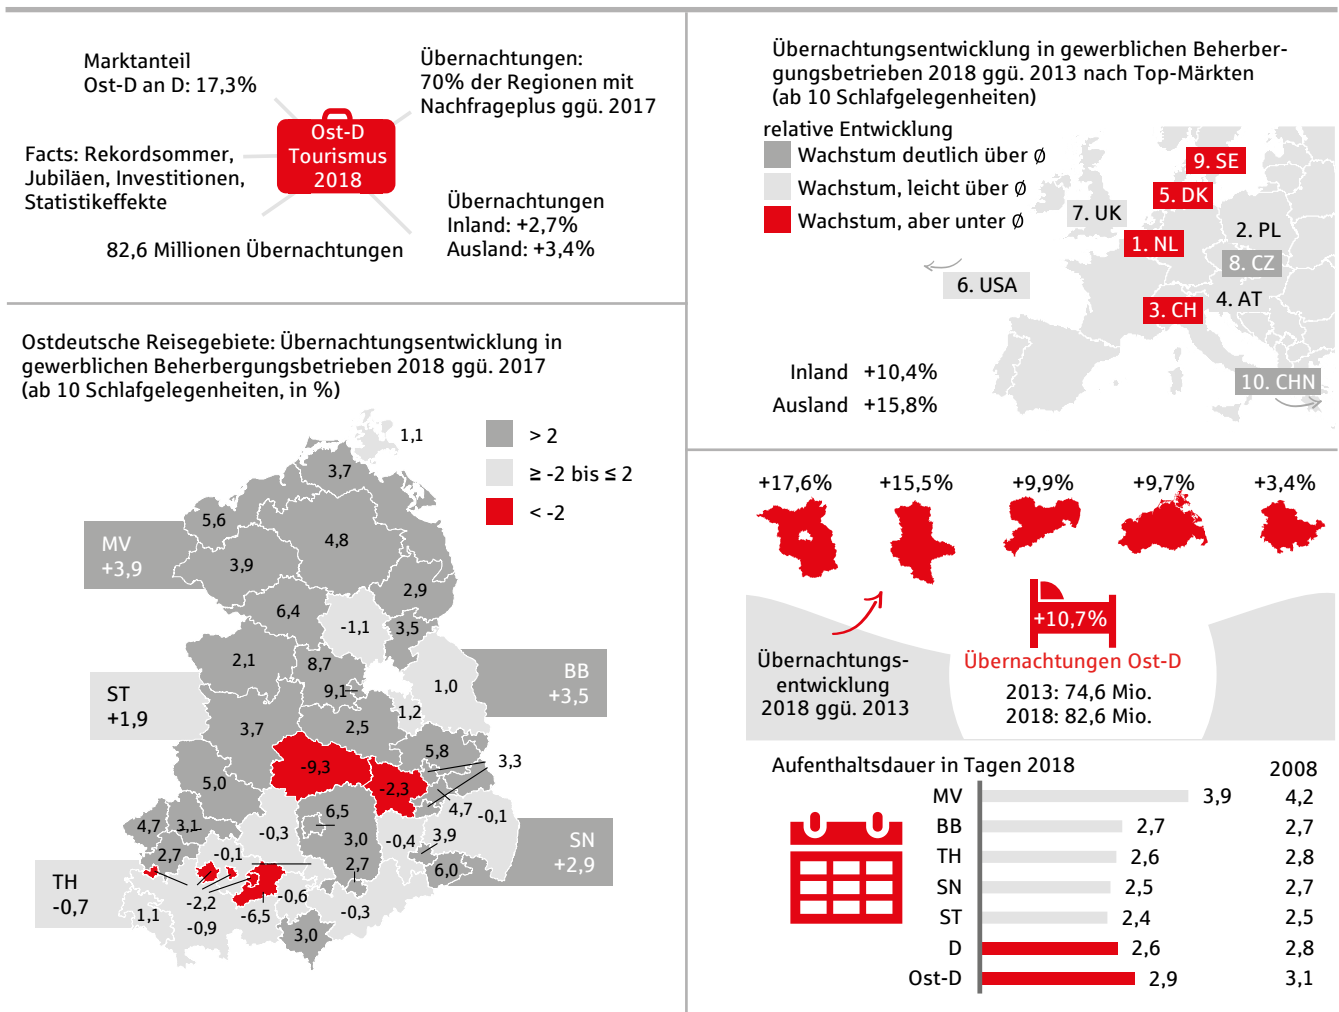 Marktanteil
Ost-D an D: 17,3%
Übernachtungen:
70% der Regionen mit
Nachfrageplus ggü. 2017
Ost-D
Tourismus
2018
Facts: Rekordsommer,
Jubiläen, Investitionen,
Statistikeffekte
82,6 Millionen Übernachtungen
Übernachtungen
Inland: +2,7%
Ausland: +3,4%
Übernachtungsentwicklung in gewerblichen Beherber-
gungsbetrieben 2018 ggü. 2013 nach Top-Märkten
(ab 10 Schlafgelegenheiten)
relative Entwicklung
Wachstum deutlich über ø
Wachstum, leicht über ø
Wachstum, aber unter ø
9. SE
5. DK
7. UK
2. PL
1. NL
8. CZ
6. USA
4. AT
3. CH
10. CHN
Inland +10,4%
Ausland +15,8%
Ostdeutsche Reisegebiete: Übernachtungsentwicklung in
gewerblichen Beherbergungsbetrieben 2018 ggü. 2017
(ab 10 Schlafgelegenheiten, in %)
> 2
≥ -2 bis ≤ 2
< -2
1,1
3,7
5,6
4,8
MV
+3,9
3,9
2,9
6,4
-1,1
3,5
2,1
8,7
9,1
1,0
BB
+3,5
ST
+1,9
1,2
3,7
2,5
5,8
3,3
-9,3
-2,3
5,0
4,7
-0,1
6,5
4,7
3,1
-0,3
3,0
-0,4
3,9
SN
+2,9
2,7
-0,1
2,7
6,0
TH
-0,7
-2,2
-0,6
1,1
-6,5
-0,3
-0,9
3,0
+17,6%
+15,5%
+9,9%
+9,7%
+3,4%
+10,7%
Übernachtungs-
entwicklung
2018 ggü. 2013
Übernachtungen Ost-D
2013: 74,6 Mio.
2018: 82,6 Mio.
Aufenthaltsdauer in Tagen 2018 2008
MV 3,9 4,2
BB 2,7 2,7
TH 2,6 2,8
SN 2,5 2,7
ST 2,4 2,5
D 2,6 2,8
Ost-D 2,9 3,1